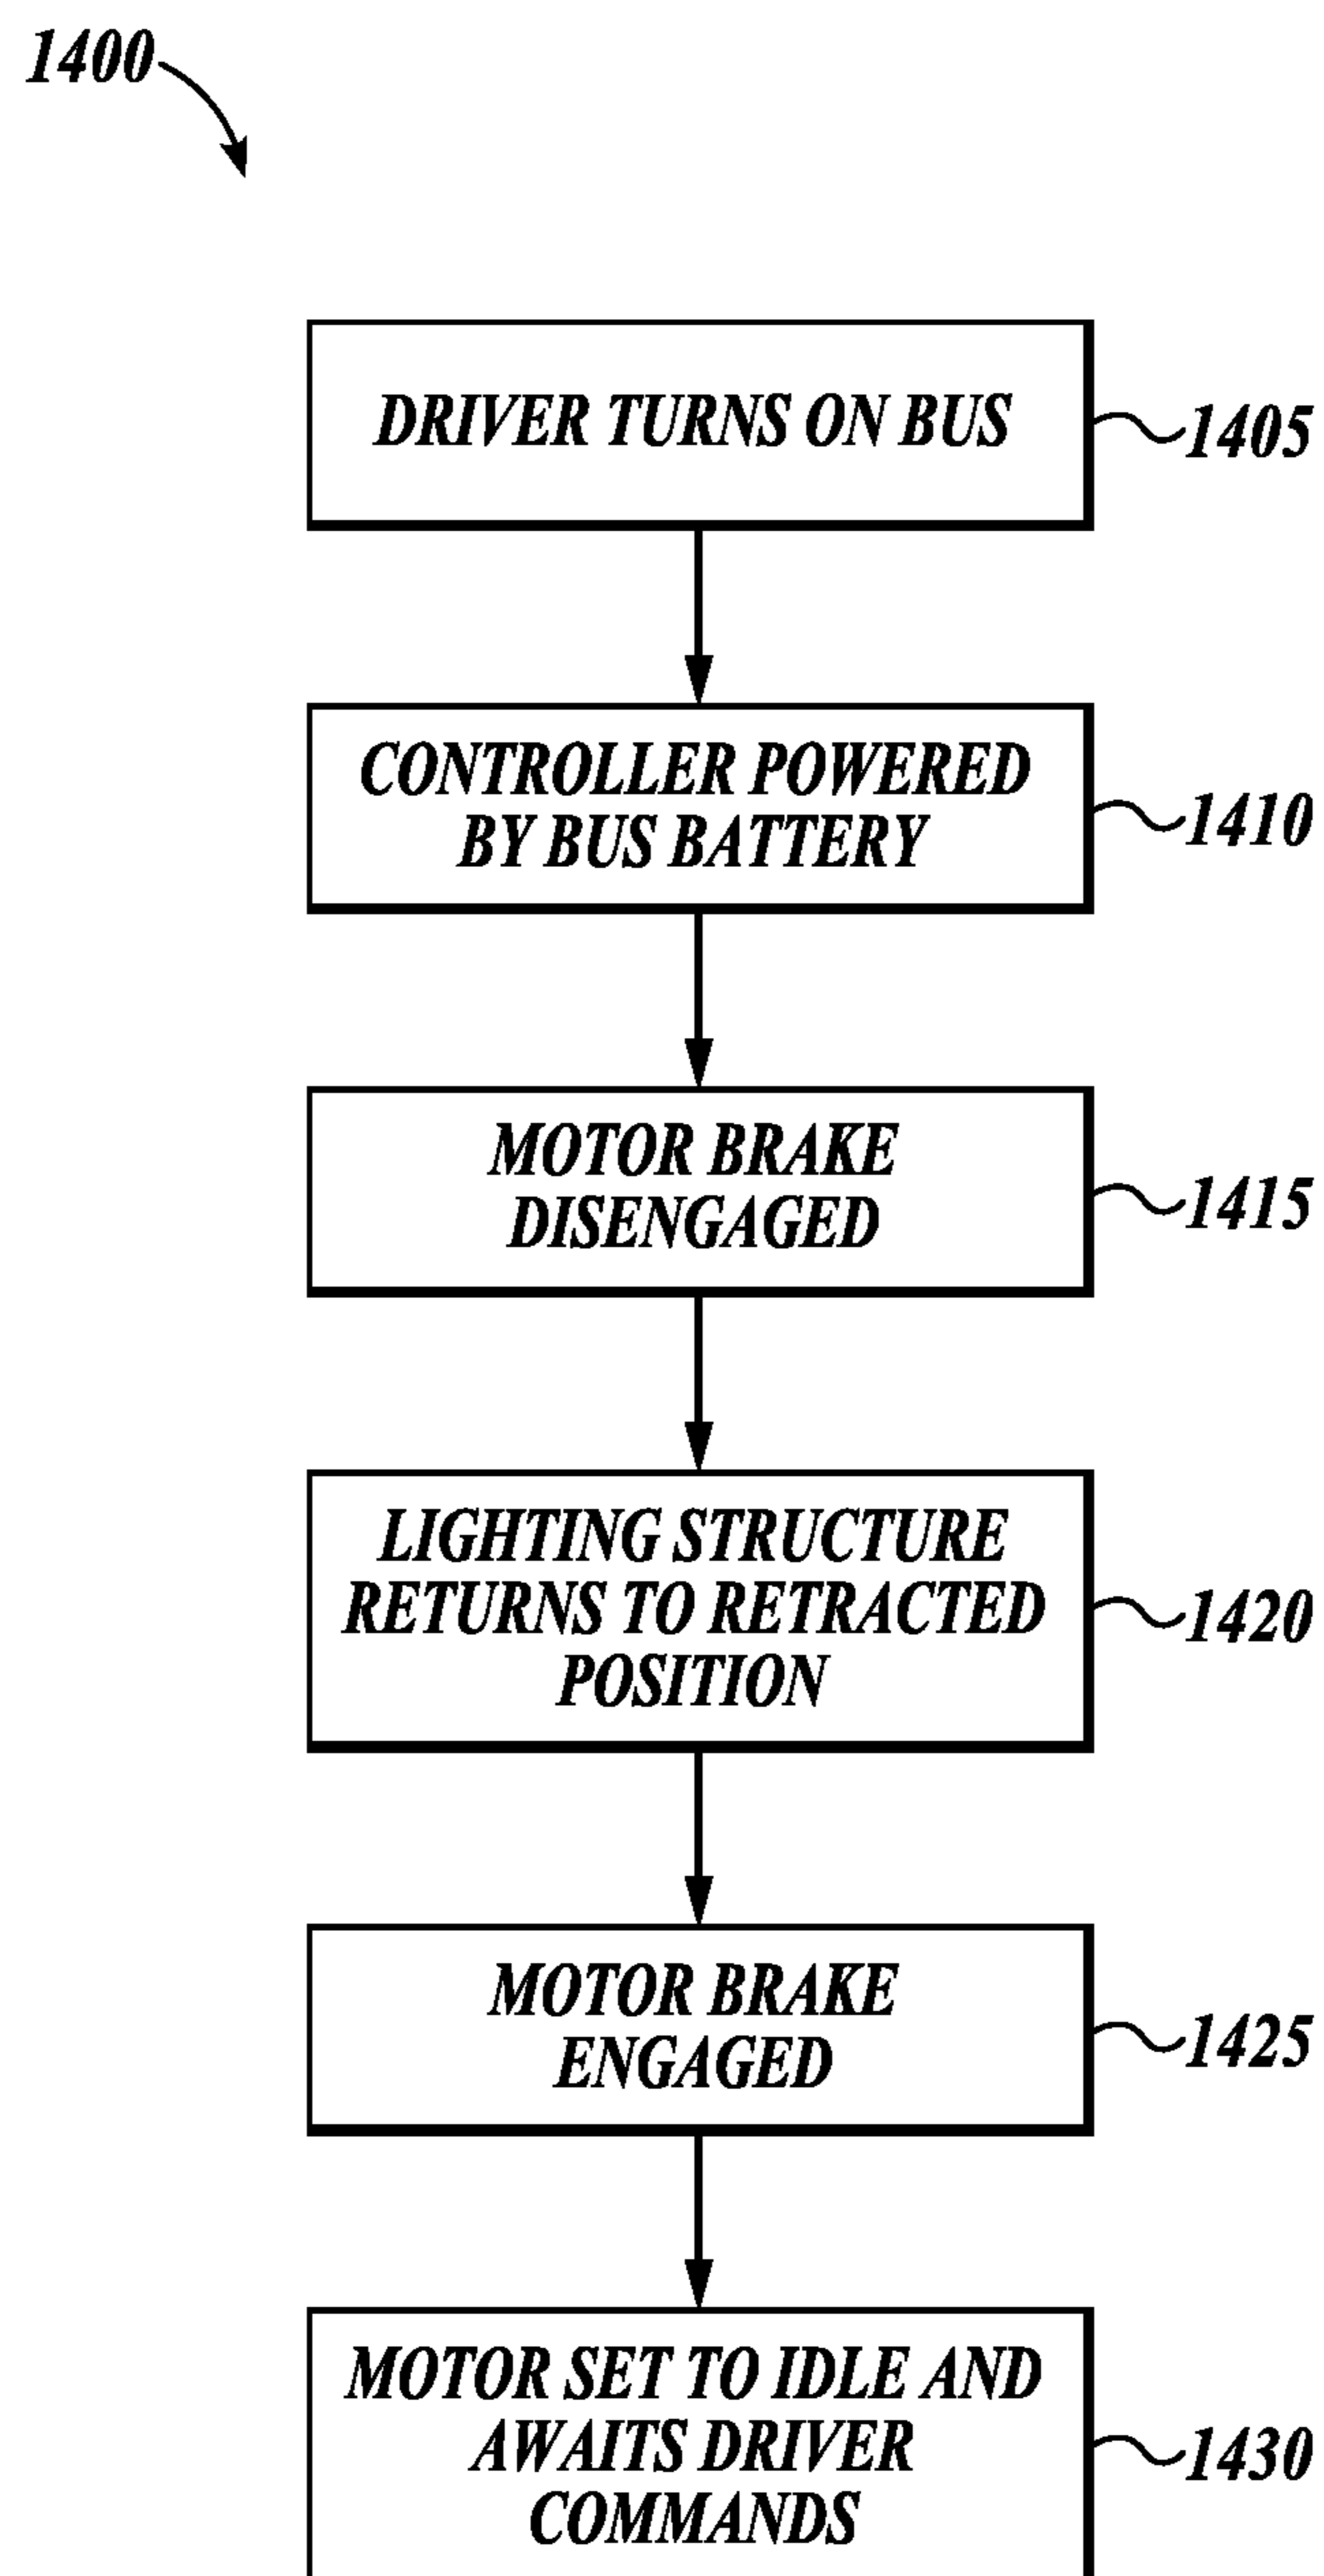 1400
DRIVER TURNS ON BUS
1405
CONTROLLER POWERED
BY BUS BATTERY
1410
MOTOR BRAKE
DISENGAGED
1415
LIGHTING STRUCTURE
RETURNS TO RETRACTED
POSITION
1420
MOTOR BRAKE
ENGAGED
1425
MOTOR SET TO IDLE AND
AWAITS DRIVER
COMMANDS
1430